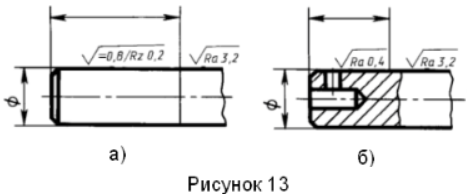 √=0,8/Rz 0,2 √Ra 3,2 √Ra 0,4 √Ra 3,2
ф ф
а) б)
Рисунок 13